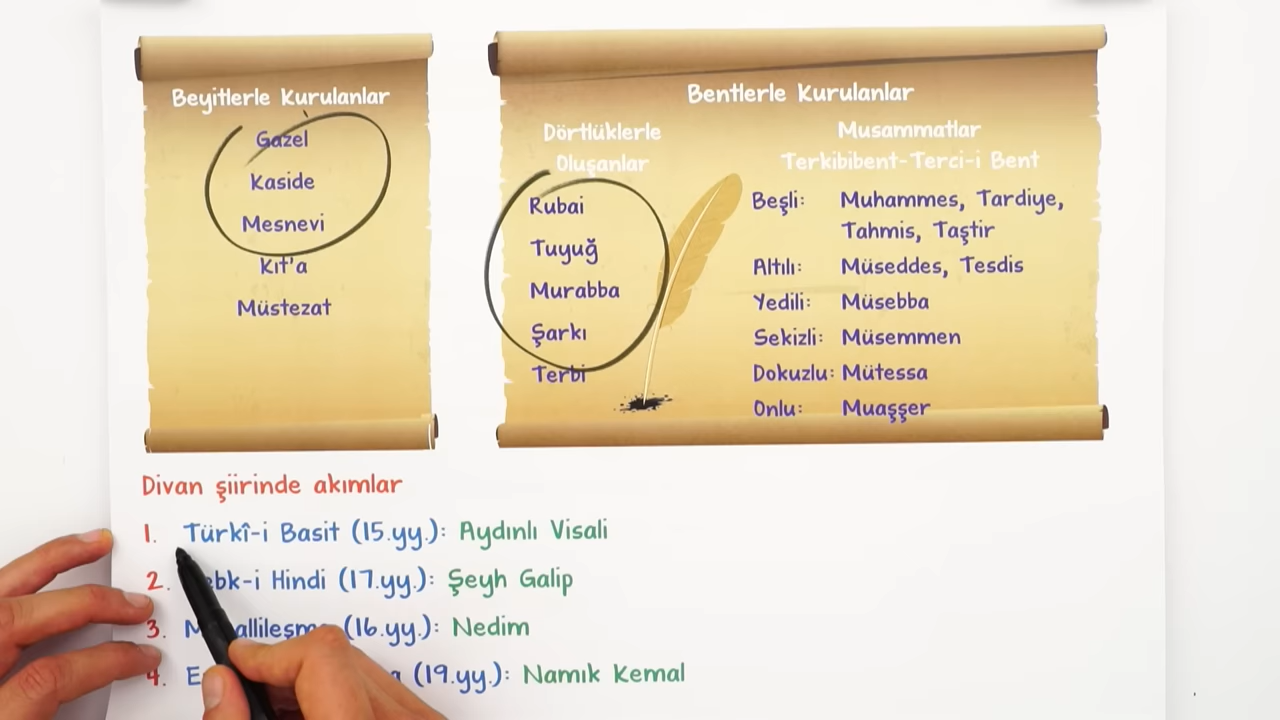 Beyitlerle Kurulanlar
Gazel
Kaside
Mesnevi
Kıt'a
Müstezat
Bentlerle Kurulanlar
Dörtlüklerle
Oluşanlar
Rubai
Tuyuğ
Murabba
Şarkı
Terbi
Musammatlar
Terkibibent-Terci-i Bent
Beşli: Muhammes, Tardiye,
Tahmis, Taştir
Altılı: Müseddes, Tesdis
Yedili: Müsebba
Sekizli: Müsemmen
Dokuzlu: Mütessa
Onlu: Muaşşer
Divan şiirinde akımlar
1. Türkî-i Basit (15.yy.): Aydınlı Visali
2. Hindi (17.yy.): Şeyh Galip
3. (16.yy.): Nedim
4. (19.yy.): Namık Kemal